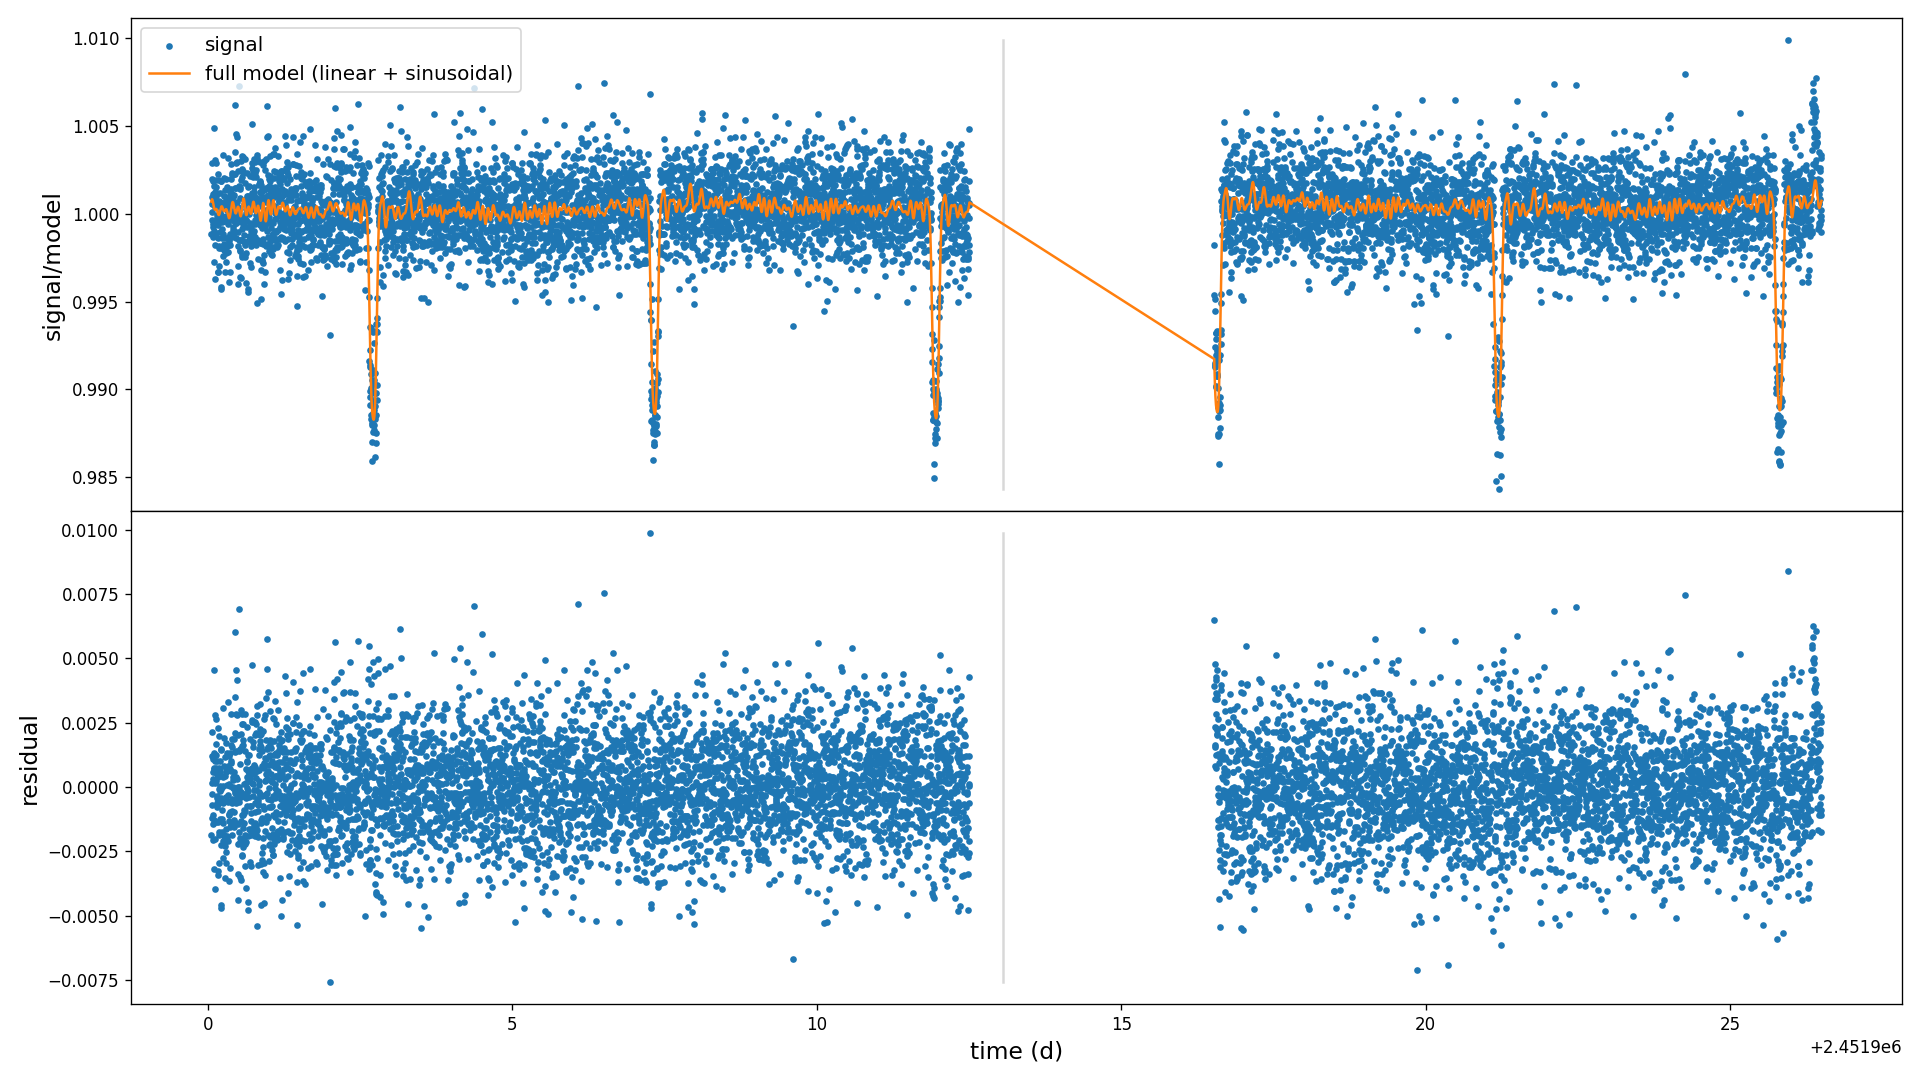 signal
full model (linear + sinusoidal)
signal/model
1.010
1.005
1.000
0.995
0.990
0.985
residual
0.0100
0.0075
0.0050
0.0025
0.0000
−0.0025
−0.0050
−0.0075
0 5 10 15 20 25
time (d)
+2.4519e6